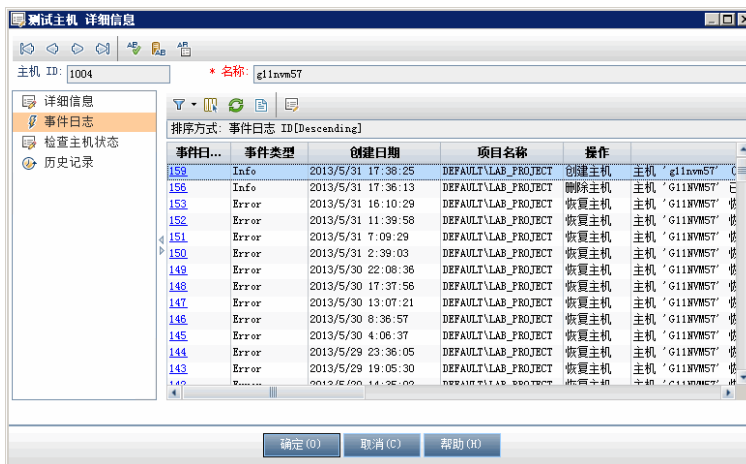 测试主机 详细信息
主机 ID: 1004 * 名称: g11nvm57
详细信息
事件日志
检查主机状态
历史记录
排序方式: 事件日志 ID[Descending]
事件日... 事件类型 创建日期 项目名称 操作
159 Info 2013/5/31 17:38:25 DEFAULT\LAB_PROJECT 创建主机 主机 'g11nvm57'
156 Info 2013/5/31 17:36:13 DEFAULT\LAB_PROJECT 删除主机 主机 'G11NVM57' 已
153 Error 2013/5/31 16:10:29 DEFAULT\LAB_PROJECT 恢复主机 主机 'G11NVM57' 恢
152 Error 2013/5/31 11:39:58 DEFAULT\LAB_PROJECT 恢复主机 主机 'G11NVM57' 恢
151 Error 2013/5/31 7:09:29 DEFAULT\LAB_PROJECT 恢复主机 主机 'G11NVM57' 恢
150 Error 2013/5/31 2:39:03 DEFAULT\LAB_PROJECT 恢复主机 主机 'G11NVM57' 恢
149 Error 2013/5/30 22:08:36 DEFAULT\LAB_PROJECT 恢复主机 主机 'G11NVM57' 恢
148 Error 2013/5/30 17:37:56 DEFAULT\LAB_PROJECT 恢复主机 主机 'G11NVM57' 恢
147 Error 2013/5/30 13:07:21 DEFAULT\LAB_PROJECT 恢复主机 主机 'G11NVM57' 恢
146 Error 2013/5/30 8:36:57 DEFAULT\LAB_PROJECT 恢复主机 主机 'G11NVM57' 恢
145 Error 2013/5/30 4:06:37 DEFAULT\LAB_PROJECT 恢复主机 主机 'G11NVM57' 恢
144 Error 2013/5/29 23:36:05 DEFAULT\LAB_PROJECT 恢复主机 主机 'G11NVM57' 恢
143 Error 2013/5/29 19:05:30 DEFAULT\LAB_PROJECT 恢复主机 主机 'G11NVM57' 恢
确定(O) 取消(C) 帮助(H)